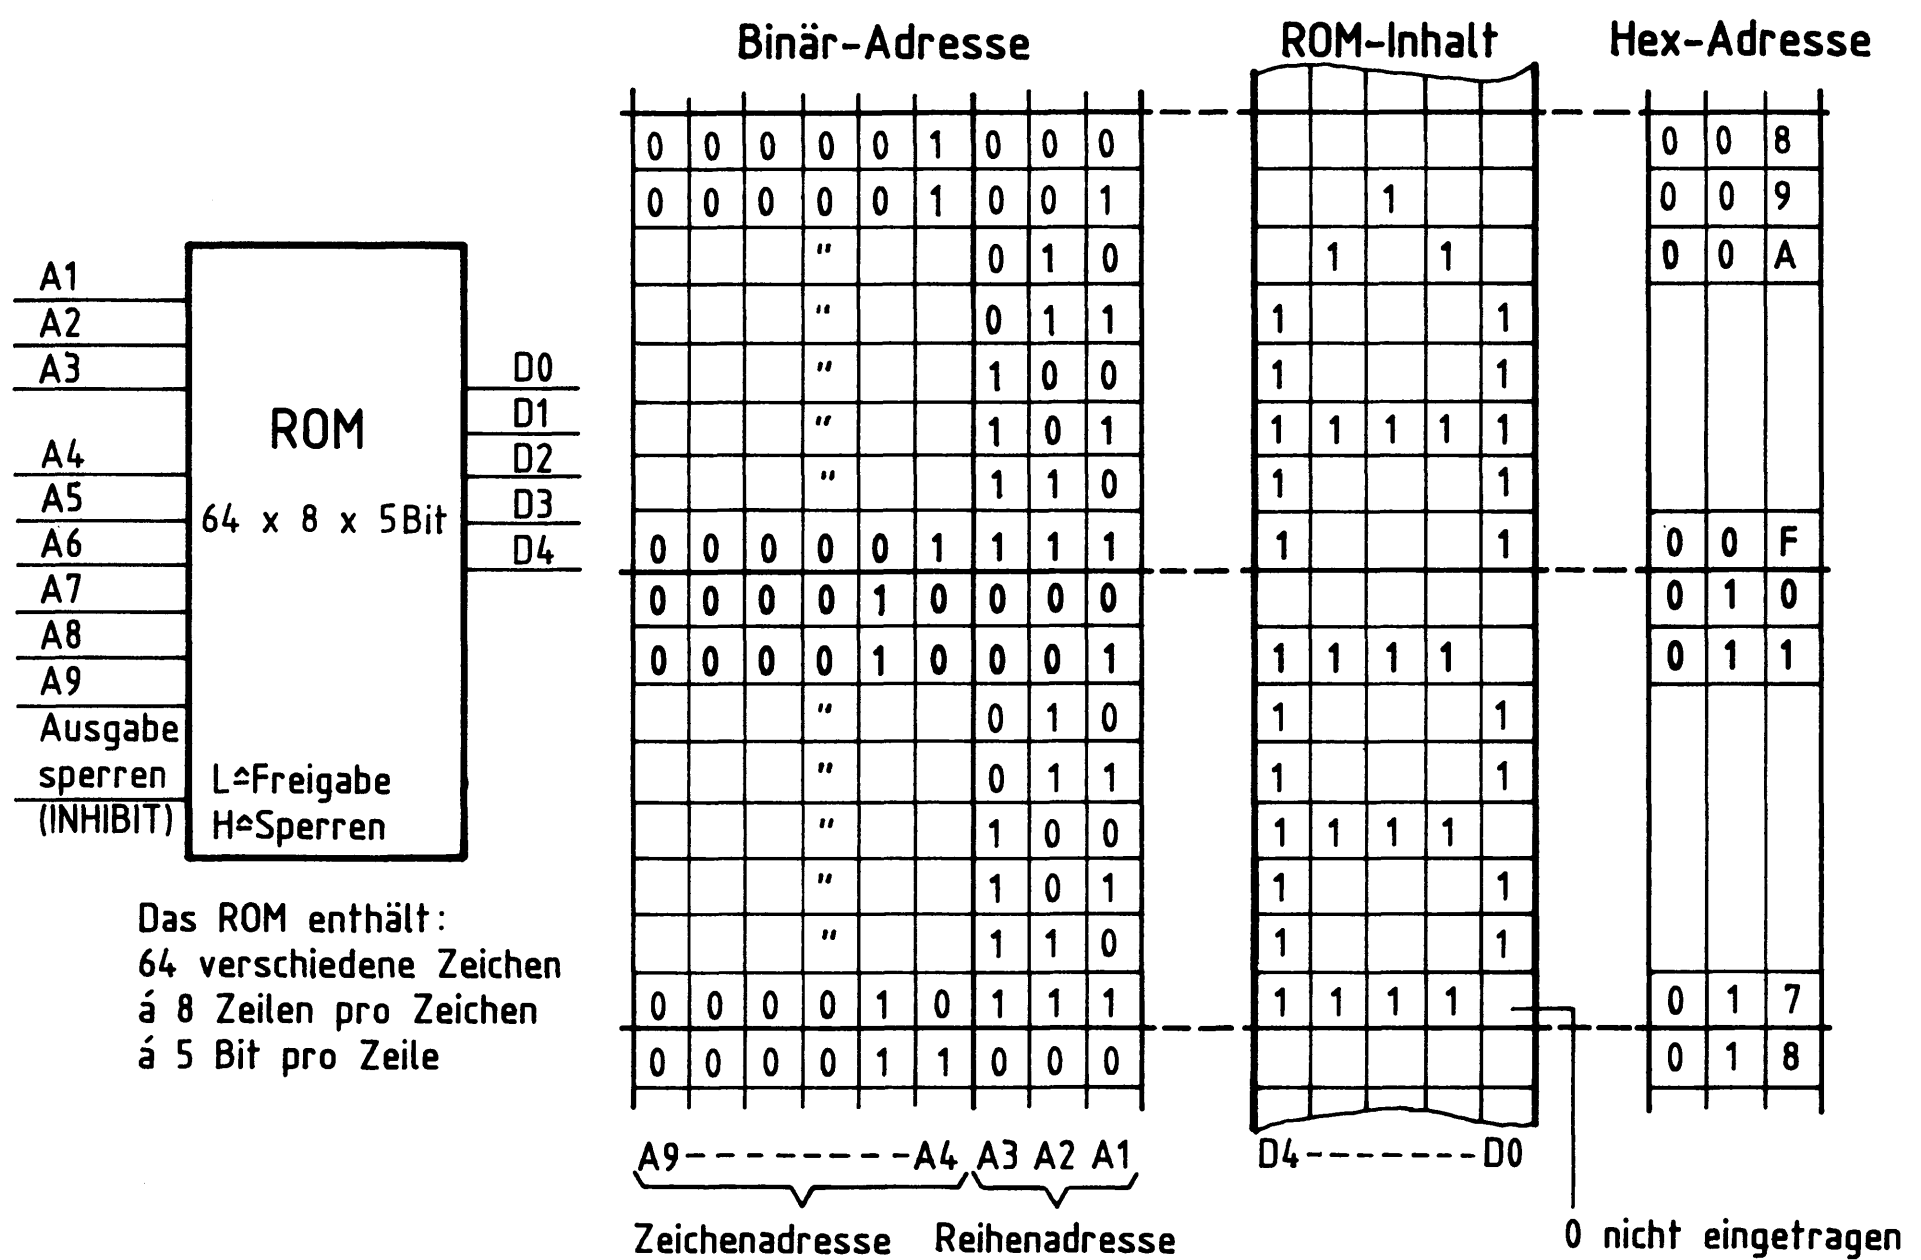 Binär-Adresse ROM-Inhalt Hex-Adresse
0 0 0 0 0 1 0 0 0 0 0 8
0 0 0 0 0 1 0 0 1 1 0 0 9
" 0 1 0 1 1 0 0 A
" 0 1 1 1 1
" 1 0 0 1 1
" 1 0 1 1 1 1 1 1
" 1 1 0 1 1
0 0 0 0 0 1 1 1 1 1 1 0 0 F
0 0 0 0 1 0 0 0 0 0 1 0
0 0 0 0 1 0 0 0 1 1 1 1 1 0 1 1
" 0 1 0 1 1
" 0 1 1 1 1
" 1 0 0 1 1 1 1
" 1 0 1 1 1
" 1 1 0 1 1
0 0 0 0 1 0 1 1 1 1 1 1 1 0 1 7
0 0 0 0 1 1 0 0 0 0 1 8
A9---------A4 A3 A2 A1 D4-------D0
Zeichenadresse Reihenadresse 0 nicht eingetragen
A1
A2
A3
A4
A5
A6
A7
A8
A9
Ausgabe
sperren
(INHIBIT)
ROM
64 x 8 x 5Bit
L≙Freigabe
H≙Sperren
D0
D1
D2
D3
D4
Das ROM enthält:
64 verschiedene Zeichen
á 8 Zeilen pro Zeichen
á 5 Bit pro Zeile